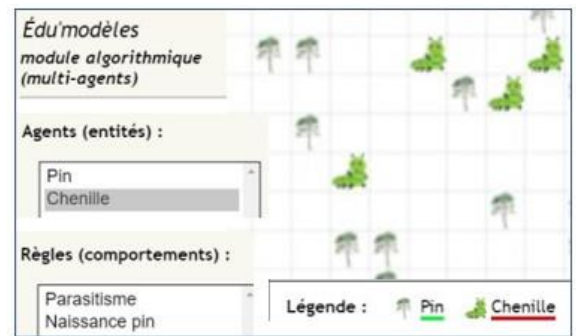 Édu'modèles
module algorithmique
(multi-agents)
Agents (entités) :
Pin
Chenille
Règles (comportements) :
Parasitisme
Naissance pin
Légende : Pin Chenille